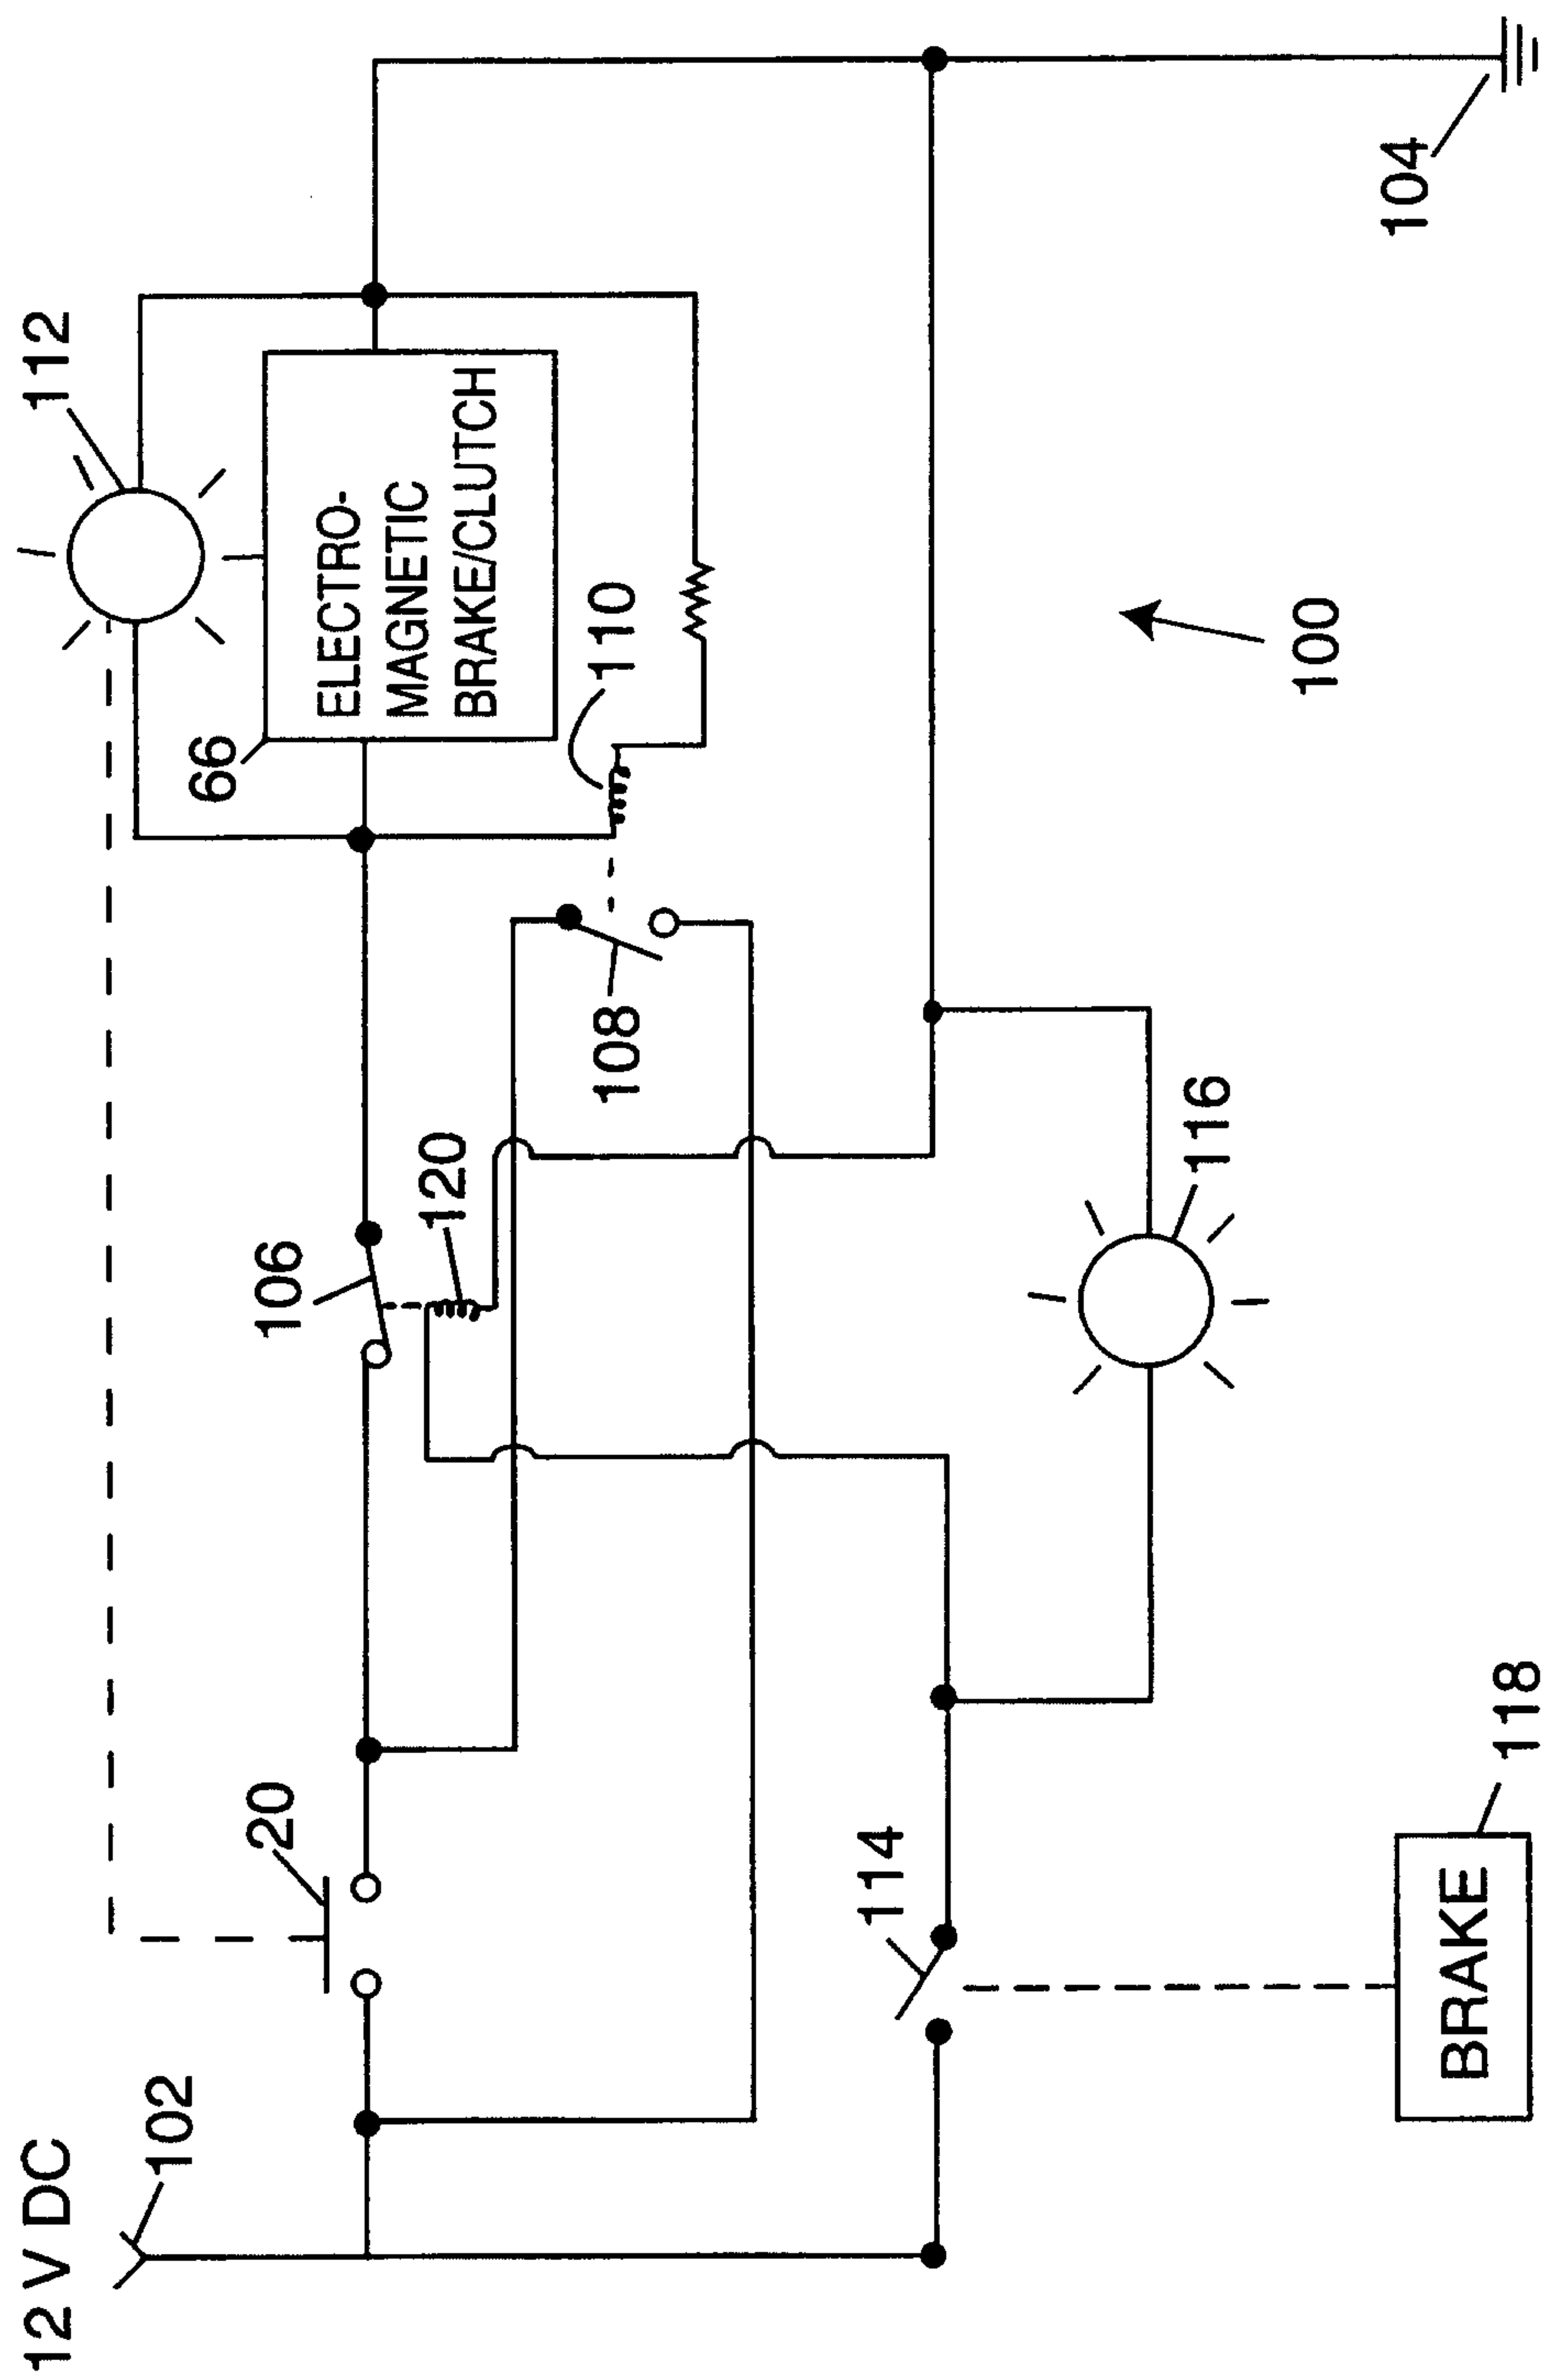 12 V DC
102
20
106
120
108
66
112
ELECTRO-
MAGNETIC
BRAKE/CLUTCH
110
114
116
100
104
BRAKE
118